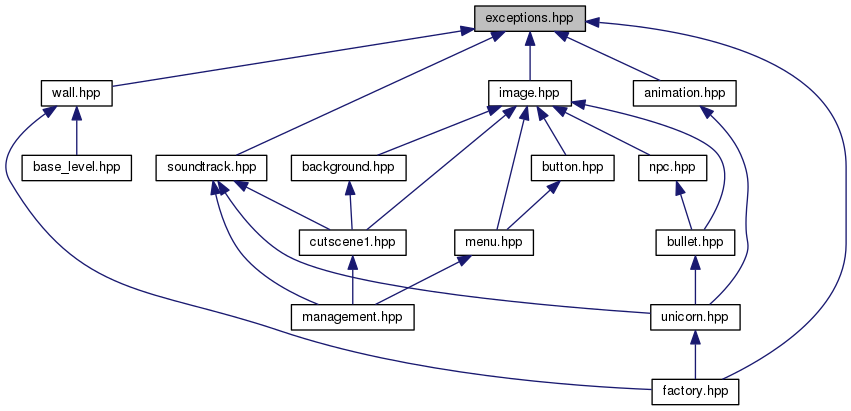 exceptions.hpp
wall.hpp
image.hpp
animation.hpp
base_level.hpp
soundtrack.hpp
background.hpp
button.hpp
npc.hpp
cutscene1.hpp
menu.hpp
bullet.hpp
management.hpp
unicorn.hpp
factory.hpp